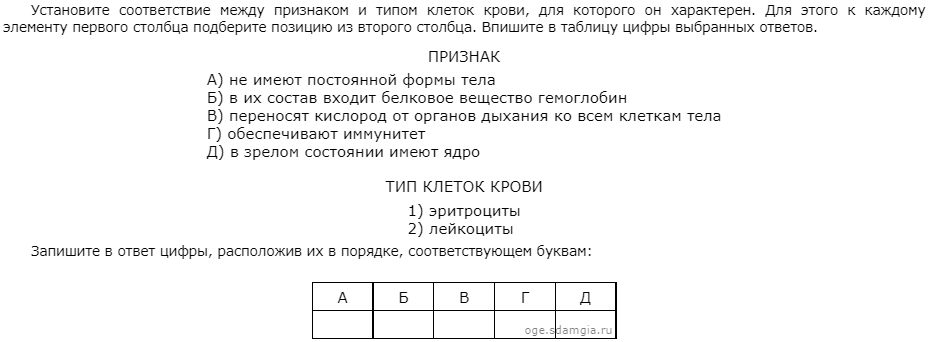 Установите соответствие между признаком и типом клеток крови, для которого он характерен. Для этого к каждому
элементу первого столбца подберите позицию из второго столбца. Впишите в таблицу цифры выбранных ответов.
ПРИЗНАК
А) не имеют постоянной формы тела
Б) в их состав входит белковое вещество гемоглобин
В) переносят кислород от органов дыхания ко всем клеткам тела
Г) обеспечивают иммунитет
Д) в зрелом состоянии имеют ядро
ТИП КЛЕТОК КРОВИ
1) эритроциты
2) лейкоциты
Запишите в ответ цифры, расположив их в порядке, соответствующем буквам:
А Б В Г Д
oge.sdamgia.ru